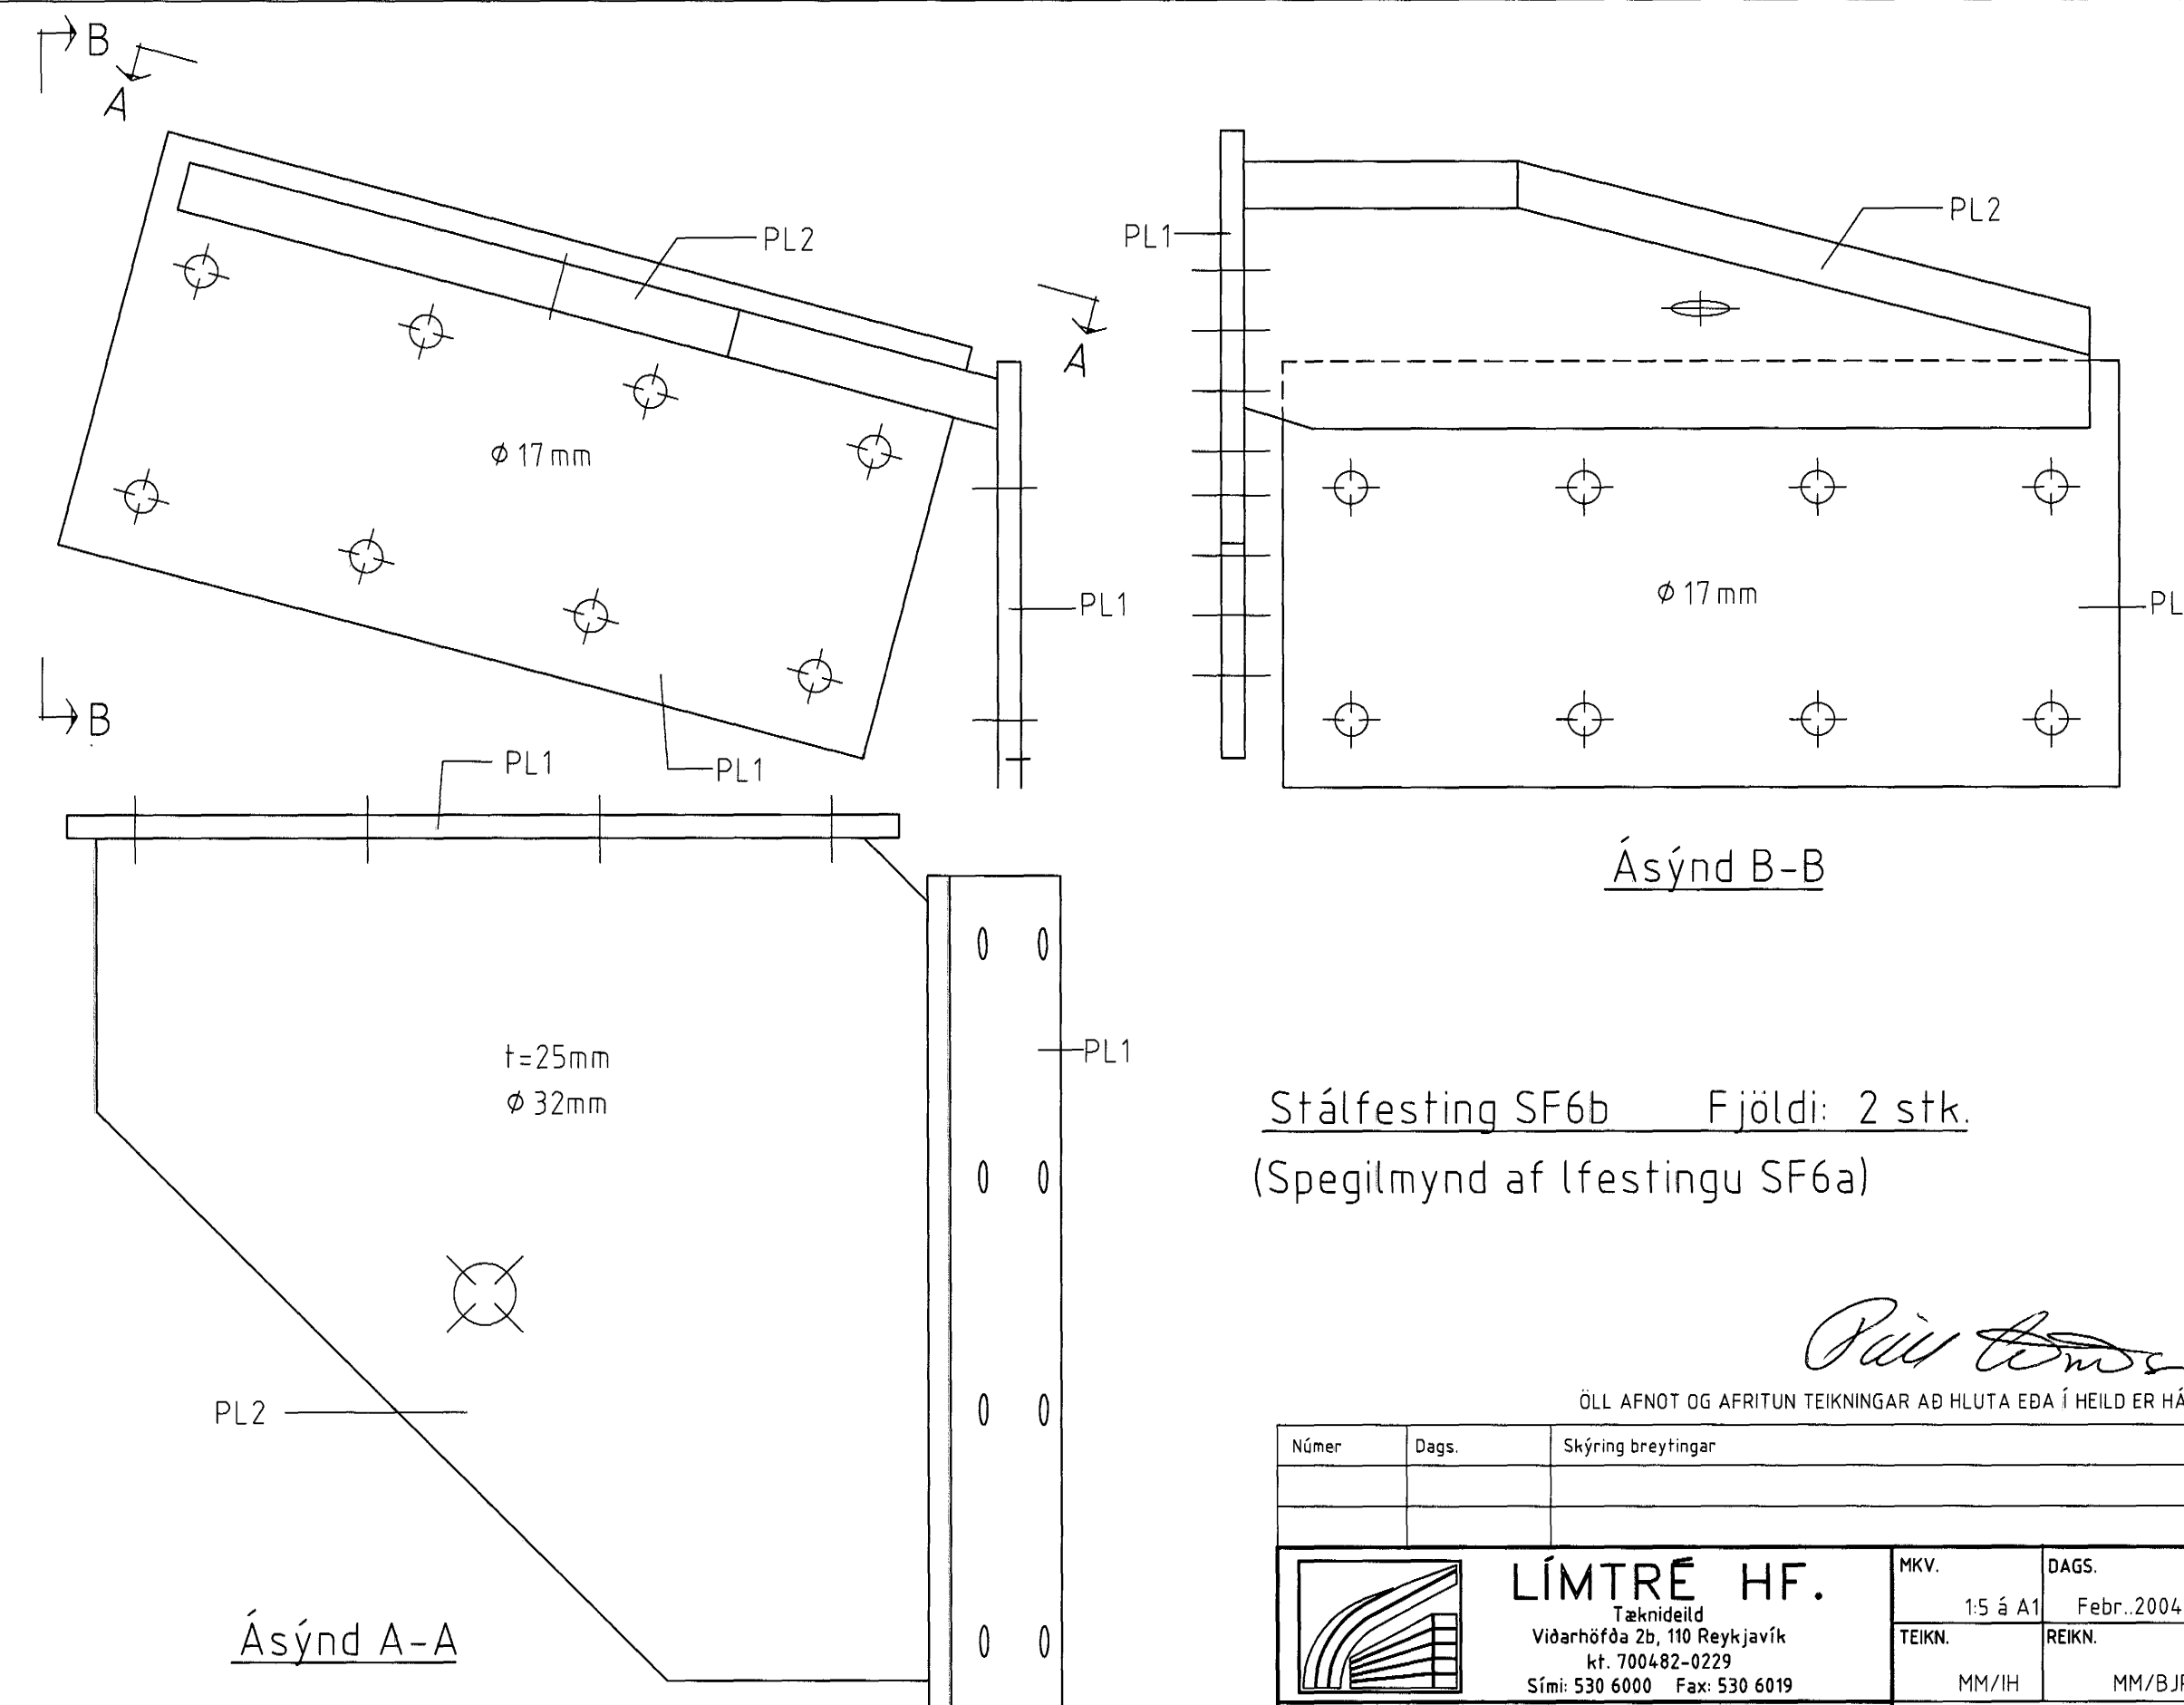 B
A
PL2
A
φ 17 mm
PL1
B
PL1
PL1
PL1
PL2
φ 17 mm
PL
Ásýnd B-B
t=25mm
φ 32mm
PL1
PL2
Ásýnd A-A
Stálfesting SF6b Fjöldi: 2 stk.
(Spegilmynd af lfestingu SF6a)
ÖLL AFNOT OG AFRITUN TEIKNINGAR AÐ HLUTA EÐA Í HEILD ER HÁ
Númer Dags. Skýring breytingar
LÍMTRÉ HF.
Tæknideild
Viðarhöfða 2b, 110 Reykjavík
kt. 700482-0229
Sími: 530 6000 Fax: 530 6019
MKV. DAGS.
1:5 á A1 Febr..2004
TEIKN. REIKN.
MM/IH MM/BJ